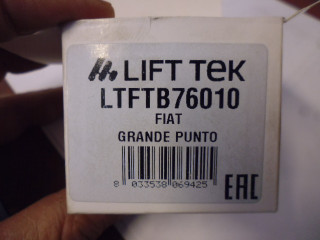 LIFT TEK
LTFTB76010
FIAT
GRANDE PUNTO
8 033538 069425
EAC